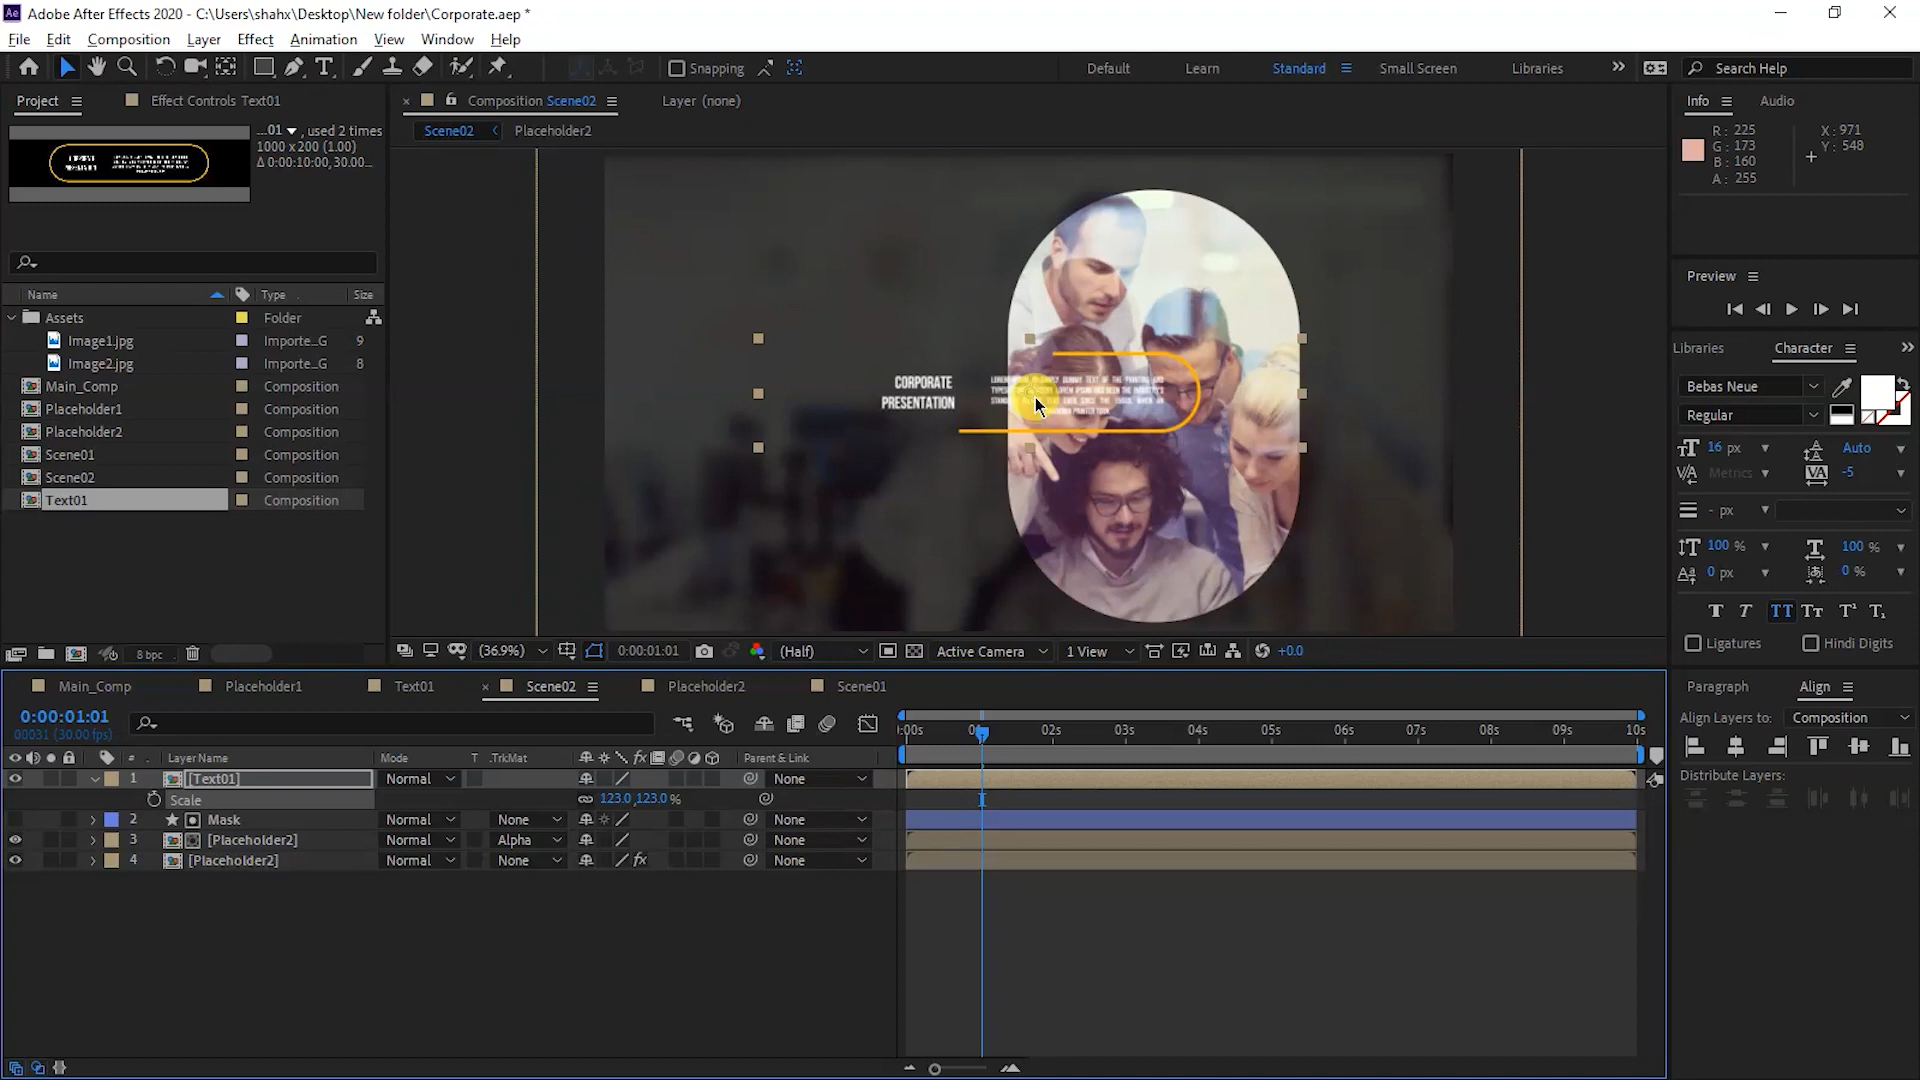 Adobe After Effects 2020 - C:\Users\shahx\Desktop\New folder\Corporate.aep *
File Edit Composition Layer Effect Animation View Window Help
Snapping
Default Learn Standard Small Screen Libraries
Search Help
Project
Effect Controls Text01
Composition Scene02
Layer (none)
Info Audio
...01 , used 2 times
1000 x 200 (1.00)
Δ 0:00:10:00, 30.00...
Scene02 Placeholder2
R: 225
G: 173
B: 160
A: 255
X: 971
Y: 548
Name Type Size
Assets Folder
Image1.jpg Importe...G 9
Image2.jpg Importe...G 8
Main_Comp Composition
Placeholder1 Composition
Placeholder2 Composition
Scene01 Composition
Scene02 Composition
Text01 Composition
8 bpc
CORPORATE
PRESENTATION
Preview
Libraries Character
Bebas Neue
Regular
16 px Auto
Metrics -5
- px
100 % 100 %
0 px 0 %
Ligatures Hindi Digits
(36.9%) 0:00:01:01 (Half) Active Camera 1 View +0.0
Main_Comp Placeholder1 Text01 Scene02 Placeholder2 Scene01
0:00:01:01
00031 (30.00 fps)
:00s 02s 03s 04s 05s 06s 07s 08s 09s 10s
# Layer Name Mode T .TrkMat Parent & Link
1 [Text01] Normal None
Scale 123.0,123.0 %
2 Mask Normal None None
3 [Placeholder2] Normal Alpha None
4 [Placeholder2] Normal None None
Paragraph Align
Align Layers to: Composition
Distribute Layers: